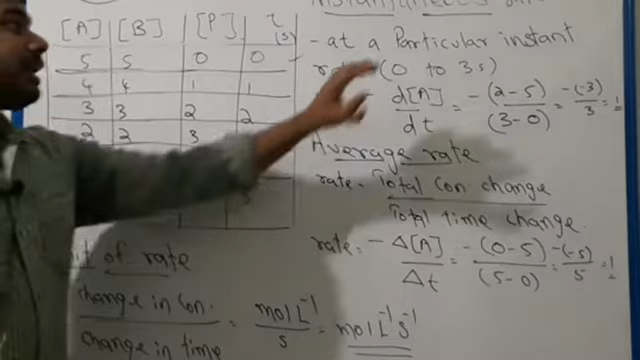 [A] [B] [P] t (s)
5 5 0 0
4 4 1 1
3 3 2 2
2 2 3
Instantaneous
- at a Particular instant
(0 to 3s)
d[A] / dt = -(2-5) / (3-0) = -(-3) / 3 = 1
Average rate
rate = Total Con change / Total time change
rate = -Δ[A] / Δt = -(0-5) / (5-0) = -(-5) / 5 = 1
of rate
change in Con. / change in time = mol L⁻¹ / s = mol L⁻¹ s⁻¹